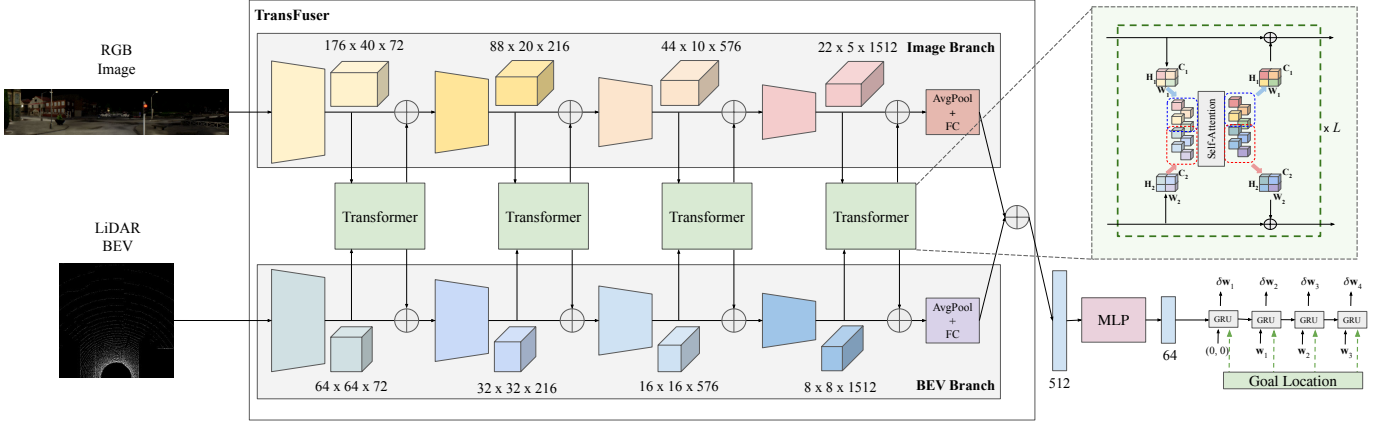 TransFuser
RGB
Image
176 x 40 x 72
88 x 20 x 216
44 x 10 x 576
22 x 5 x 1512
Image Branch
AvgPool
+
FC
Transformer
Transformer
Transformer
Transformer
LiDAR
BEV
AvgPool
+
FC
64 x 64 x 72
32 x 32 x 216
16 x 16 x 576
8 x 8 x 1512
BEV Branch
H₁
C₁
W₁
H₁
C₁
W₁
Self-Attention
x L
H₂
C₂
W₂
H₂
C₂
W₂
512
MLP
64
δw₁
δw₂
δw₃
δw₄
GRU
GRU
GRU
GRU
(0, 0)
w₁
w₂
w₃
Goal Location